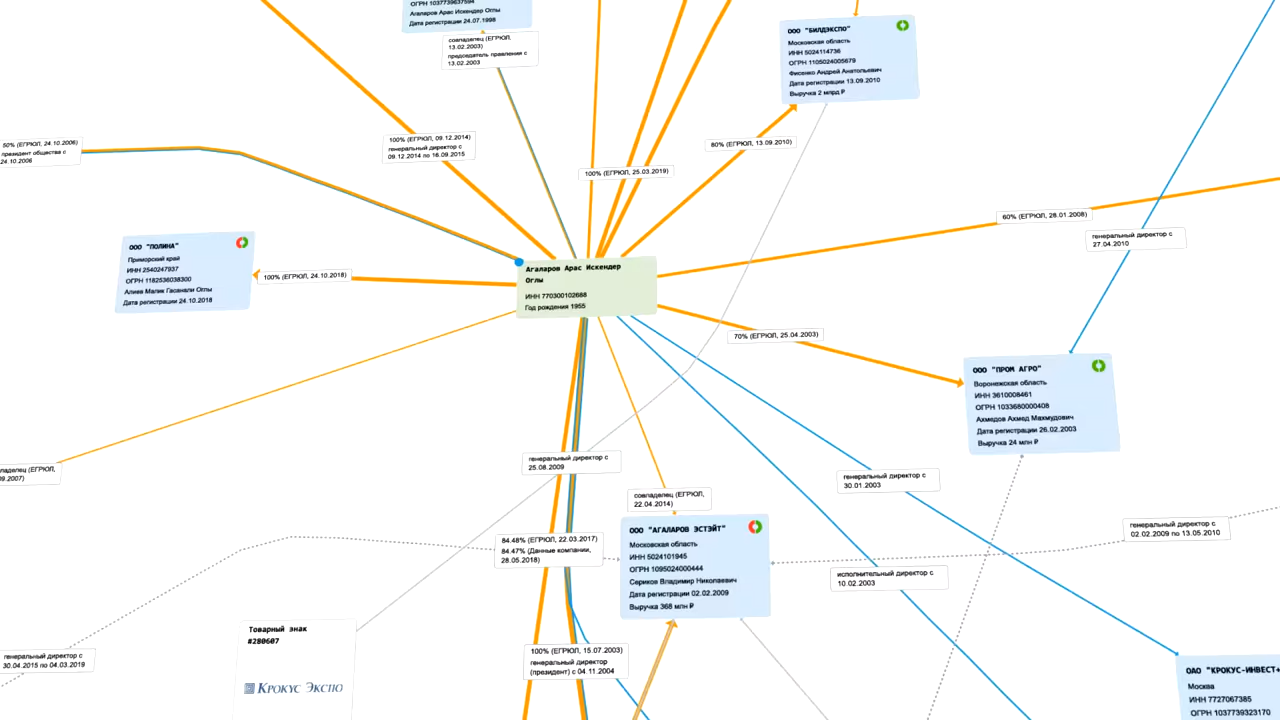 ОГРН 1037739637594
Агаларов Арас Искендер Оглы
Дата регистрации 24.07.1998
совладелец (ЕГРЮЛ,
13.02.2003)
председатель правления с
13.02.2003
ООО "БИЛДЭКСПО"
Московская область
ИНН 5024114736
ОГРН 1105024005679
Фисенко Андрей Анатольевич
Дата регистрации 13.09.2010
Выручка 2 млрд ₽
50% (ЕГРЮЛ, 24.10.2006)
президент общества с
24.10.2006
100% (ЕГРЮЛ, 09.12.2014)
генеральный директор с
09.12.2014 по 16.09.2015
80% (ЕГРЮЛ, 13.09.2010)
100% (ЕГРЮЛ, 25.03.2019)
60% (ЕГРЮЛ, 28.01.2008)
генеральный директор с
27.04.2010
ООО "ПОЛИНА"
Приморский край
ИНН 2540247937
ОГРН 1182536038300
Алиев Малик Гасанали Оглы
Дата регистрации 24.10.2018
100% (ЕГРЮЛ, 24.10.2018)
Агаларов Арас Искендер
Оглы
ИНН 770300102688
Год рождения 1955
70% (ЕГРЮЛ, 25.04.2003)
ООО "ПРОМ АГРО"
Воронежская область
ИНН 3610008461
ОГРН 1033680000408
Ахмедов Ахмед Махмудович
Дата регистрации 26.02.2003
Выручка 24 млн ₽
генеральный директор с
25.08.2009
ладелец (ЕГРЮЛ,
09.2007)
генеральный директор с
30.01.2003
совладелец (ЕГРЮЛ,
22.04.2014)
84.48% (ЕГРЮЛ, 22.03.2017)
84.47% (Данные компании,
28.05.2018)
ООО "АГАЛАРОВ ЭСТЭЙТ"
Московская область
ИНН 5024101945
ОГРН 1095024000444
Сериков Владимир Николаевич
Дата регистрации 02.02.2009
Выручка 368 млн ₽
генеральный директор с
02.02.2009 по 13.05.2010
исполнительный директор с
10.02.2003
Товарный знак
#280607
КРОКУС ЭКСПО
генеральный директор с
30.04.2015 по 04.03.2019
100% (ЕГРЮЛ, 15.07.2003)
генеральный директор
(президент) с 04.11.2004
ОАО "КРОКУС-ИНВЕСТ+
Москва
ИНН 7727067385
ОГРН 1037739323170